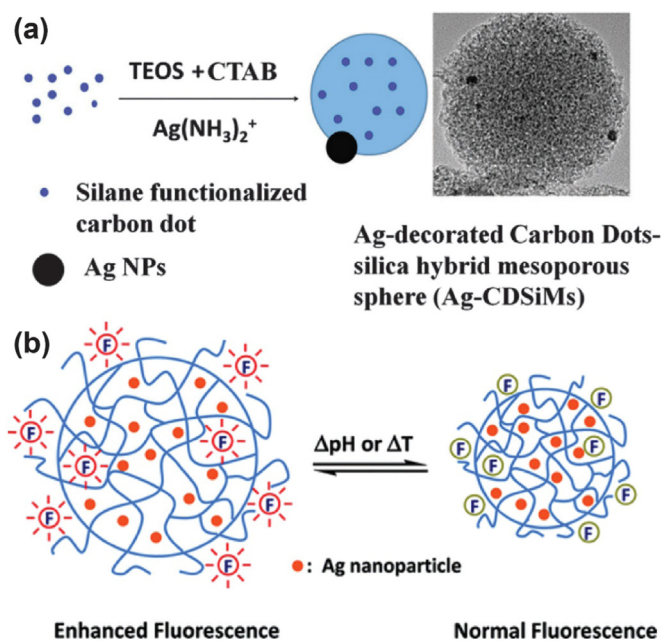 (a)
TEOS +CTAB
Ag(NH₃)₂⁺
Silane functionalized
carbon dot
Ag NPs
Ag-decorated Carbon Dots-
silica hybrid mesoporous
sphere (Ag-CDSiMs)
(b)
F
F
F
F
F
F
F
F
ΔpH or ΔT
F
F
F
F
F
F
F
F
: Ag nanoparticle
Enhanced Fluorescence
Normal Fluorescence